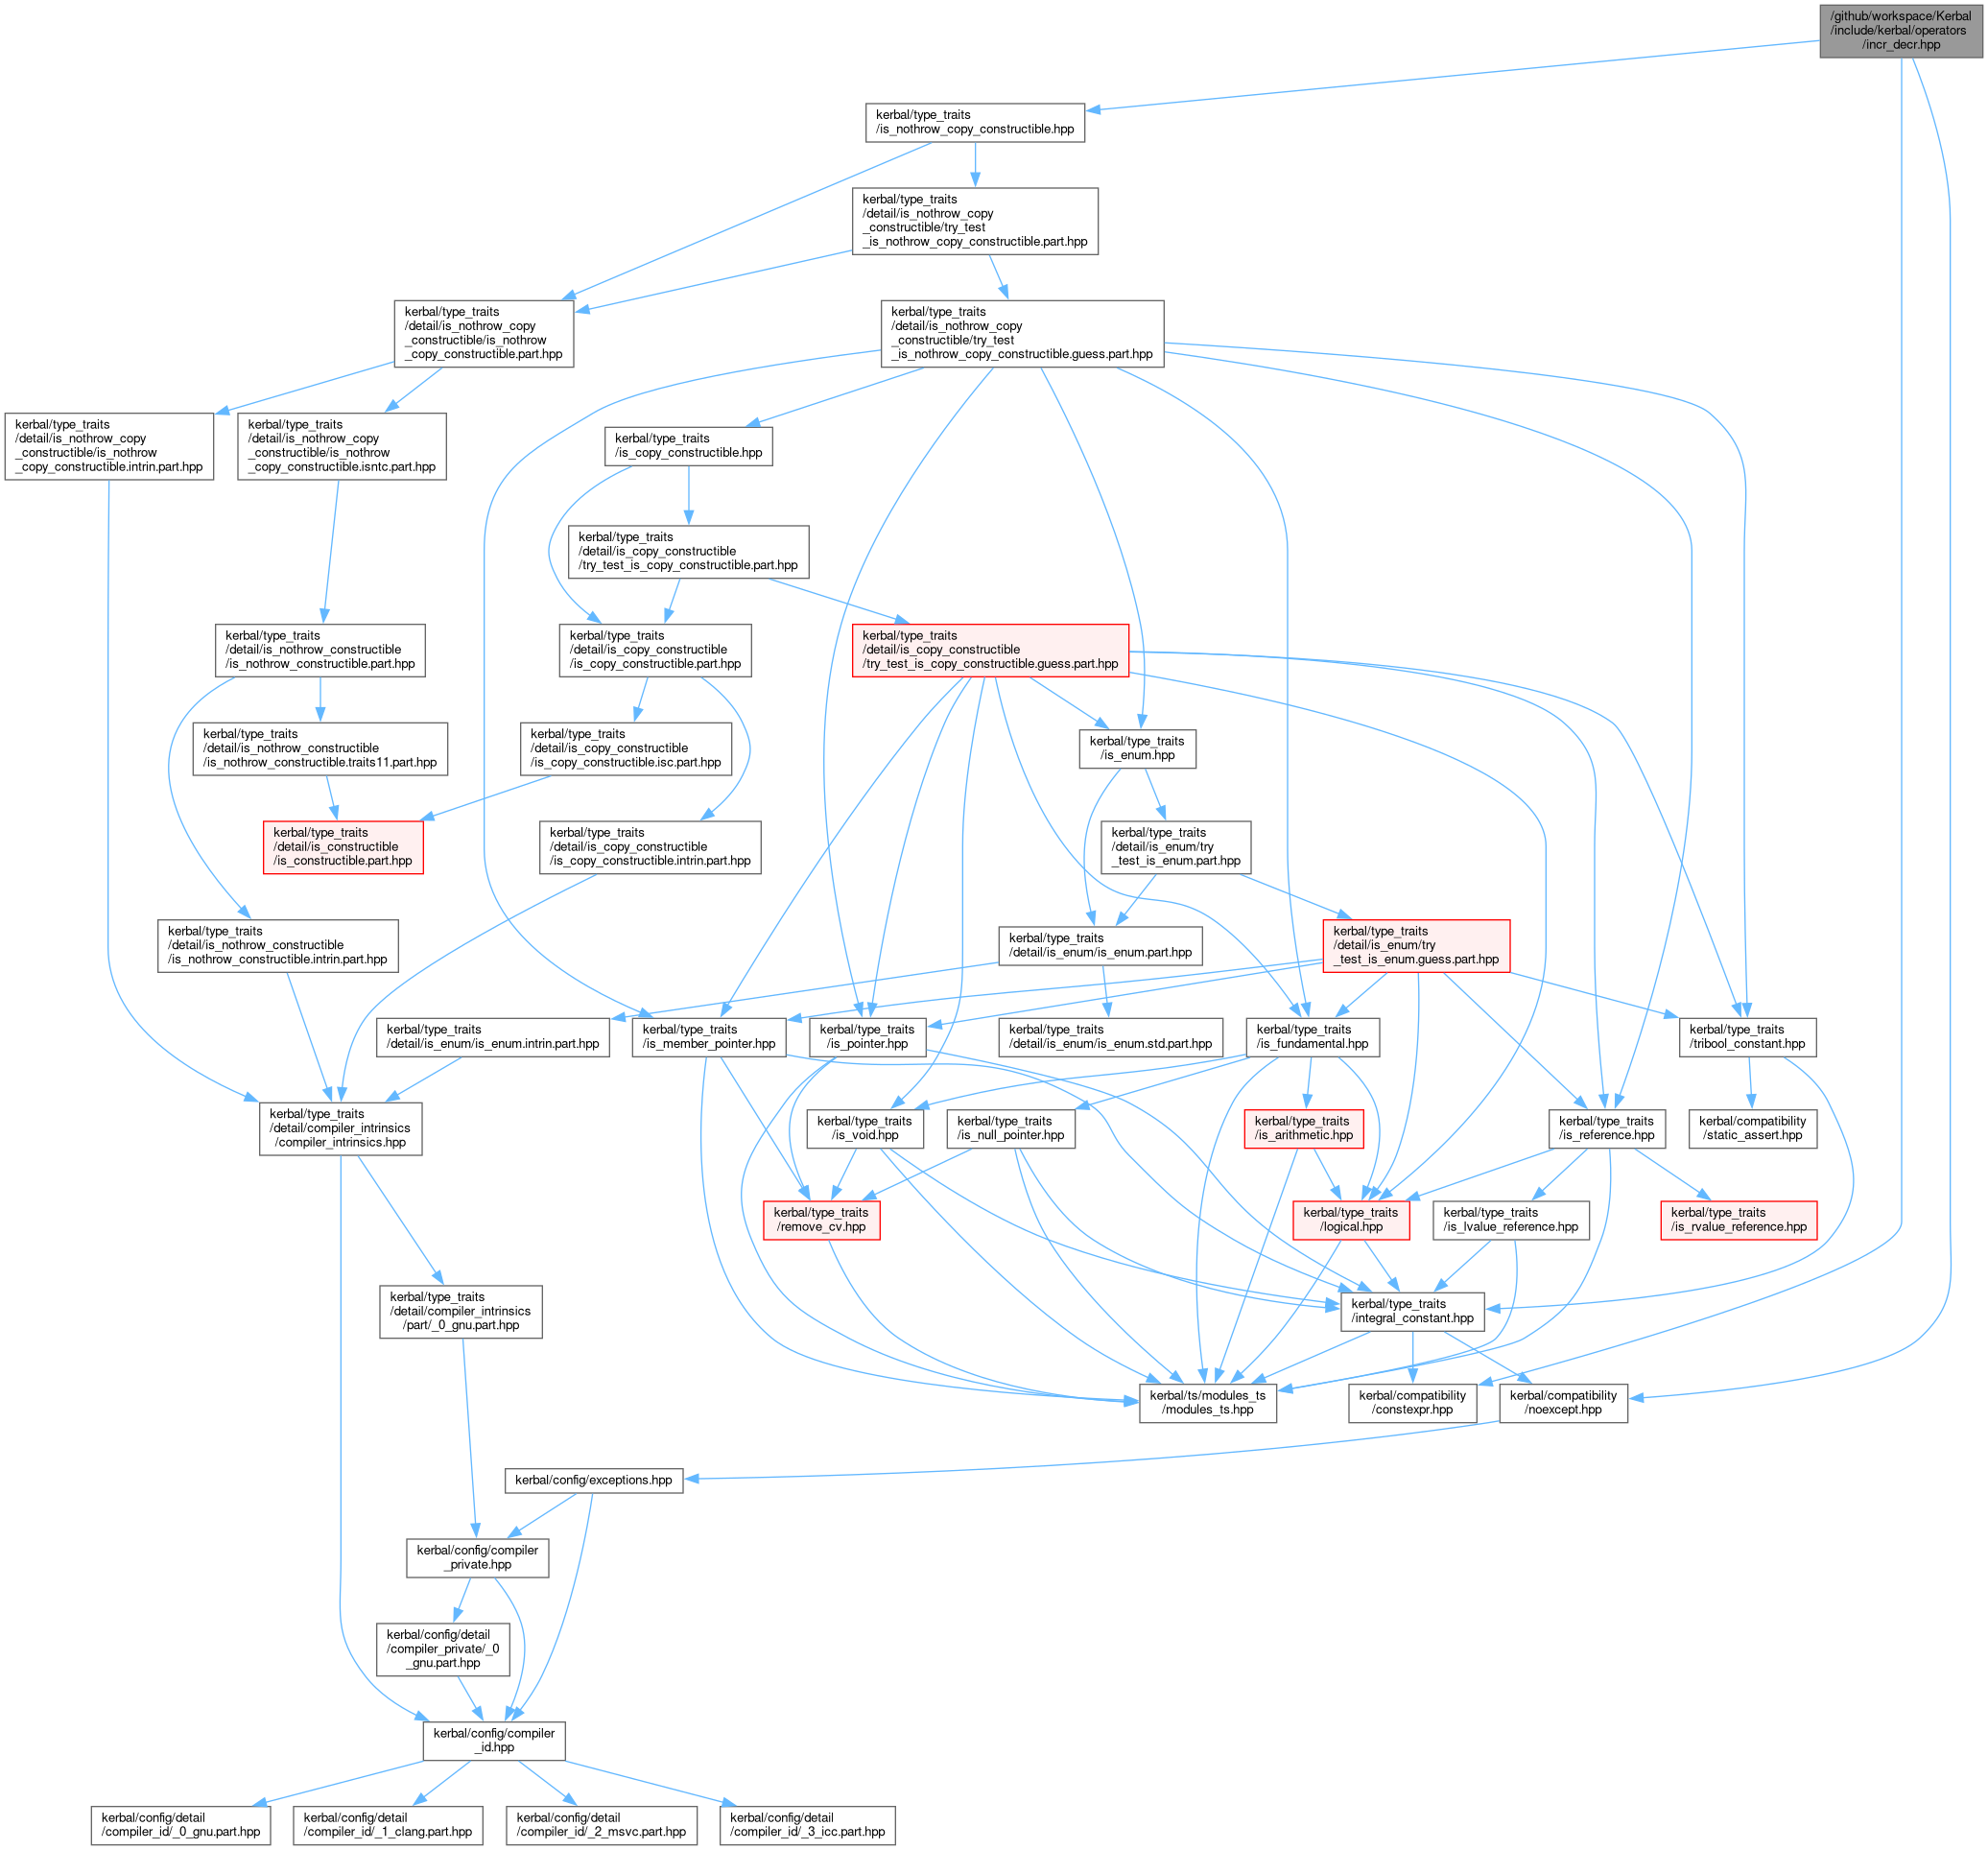 /github/workspace/Kerbal
/include/kerbal/operators
/incr_decr.hpp
kerbal/type_traits
/is_nothrow_copy_constructible.hpp
kerbal/type_traits
/detail/is_nothrow_copy
_constructible/try_test
_is_nothrow_copy_constructible.part.hpp
kerbal/type_traits
/detail/is_nothrow_copy
_constructible/is_nothrow
_copy_constructible.part.hpp
kerbal/type_traits
/detail/is_nothrow_copy
_constructible/try_test
_is_nothrow_copy_constructible.guess.part.hpp
kerbal/type_traits
/detail/is_nothrow_copy
_constructible/is_nothrow
_copy_constructible.intrin.part.hpp
kerbal/type_traits
/detail/is_nothrow_copy
_constructible/is_nothrow
_copy_constructible.isntc.part.hpp
kerbal/type_traits
/is_copy_constructible.hpp
kerbal/type_traits
/detail/is_copy_constructible
/try_test_is_copy_constructible.part.hpp
kerbal/type_traits
/detail/is_nothrow_constructible
/is_nothrow_constructible.part.hpp
kerbal/type_traits
/detail/is_copy_constructible
/is_copy_constructible.part.hpp
kerbal/type_traits
/detail/is_copy_constructible
/try_test_is_copy_constructible.guess.part.hpp
kerbal/type_traits
/detail/is_nothrow_constructible
/is_nothrow_constructible.traits11.part.hpp
kerbal/type_traits
/detail/is_copy_constructible
/is_copy_constructible.isc.part.hpp
kerbal/type_traits
/is_enum.hpp
kerbal/type_traits
/detail/is_constructible
/is_constructible.part.hpp
kerbal/type_traits
/detail/is_copy_constructible
/is_copy_constructible.intrin.part.hpp
kerbal/type_traits
/detail/is_enum/try
_test_is_enum.part.hpp
kerbal/type_traits
/detail/is_nothrow_constructible
/is_nothrow_constructible.intrin.part.hpp
kerbal/type_traits
/detail/is_enum/is_enum.part.hpp
kerbal/type_traits
/detail/is_enum/try
_test_is_enum.guess.part.hpp
kerbal/type_traits
/detail/is_enum/is_enum.intrin.part.hpp
kerbal/type_traits
/is_member_pointer.hpp
kerbal/type_traits
/is_pointer.hpp
kerbal/type_traits
/detail/is_enum/is_enum.std.part.hpp
kerbal/type_traits
/is_fundamental.hpp
kerbal/type_traits
/tribool_constant.hpp
kerbal/type_traits
/detail/compiler_intrinsics
/compiler_intrinsics.hpp
kerbal/type_traits
/is_void.hpp
kerbal/type_traits
/is_null_pointer.hpp
kerbal/type_traits
/is_arithmetic.hpp
kerbal/type_traits
/is_reference.hpp
kerbal/compatibility
/static_assert.hpp
kerbal/type_traits
/remove_cv.hpp
kerbal/type_traits
/logical.hpp
kerbal/type_traits
/is_lvalue_reference.hpp
kerbal/type_traits
/is_rvalue_reference.hpp
kerbal/type_traits
/detail/compiler_intrinsics
/part/_0_gnu.part.hpp
kerbal/type_traits
/integral_constant.hpp
kerbal/ts/modules_ts
/modules_ts.hpp
kerbal/compatibility
/constexpr.hpp
kerbal/compatibility
/noexcept.hpp
kerbal/config/exceptions.hpp
kerbal/config/compiler
_private.hpp
kerbal/config/detail
/compiler_private/_0
_gnu.part.hpp
kerbal/config/compiler
_id.hpp
kerbal/config/detail
/compiler_id/_0_gnu.part.hpp
kerbal/config/detail
/compiler_id/_1_clang.part.hpp
kerbal/config/detail
/compiler_id/_2_msvc.part.hpp
kerbal/config/detail
/compiler_id/_3_icc.part.hpp